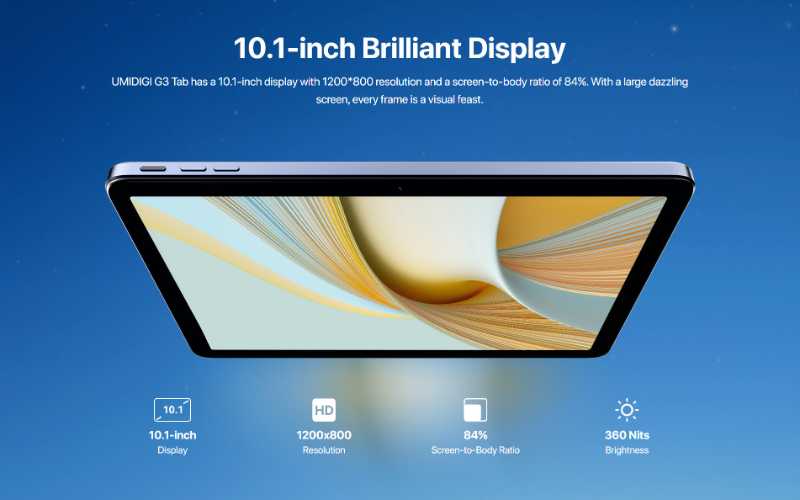 10.1-inch Brilliant Display
UMIDIGI G3 Tab has a 10.1-inch display with 1200*800 resolution and a screen-to-body ratio of 84%. With a large dazzling
screen, every frame is a visual feast.
10.1
HD
10.1-inch
1200x800
84%
360 Nits
Display
Resolution
Screen-to-Body Ratio
Brightness